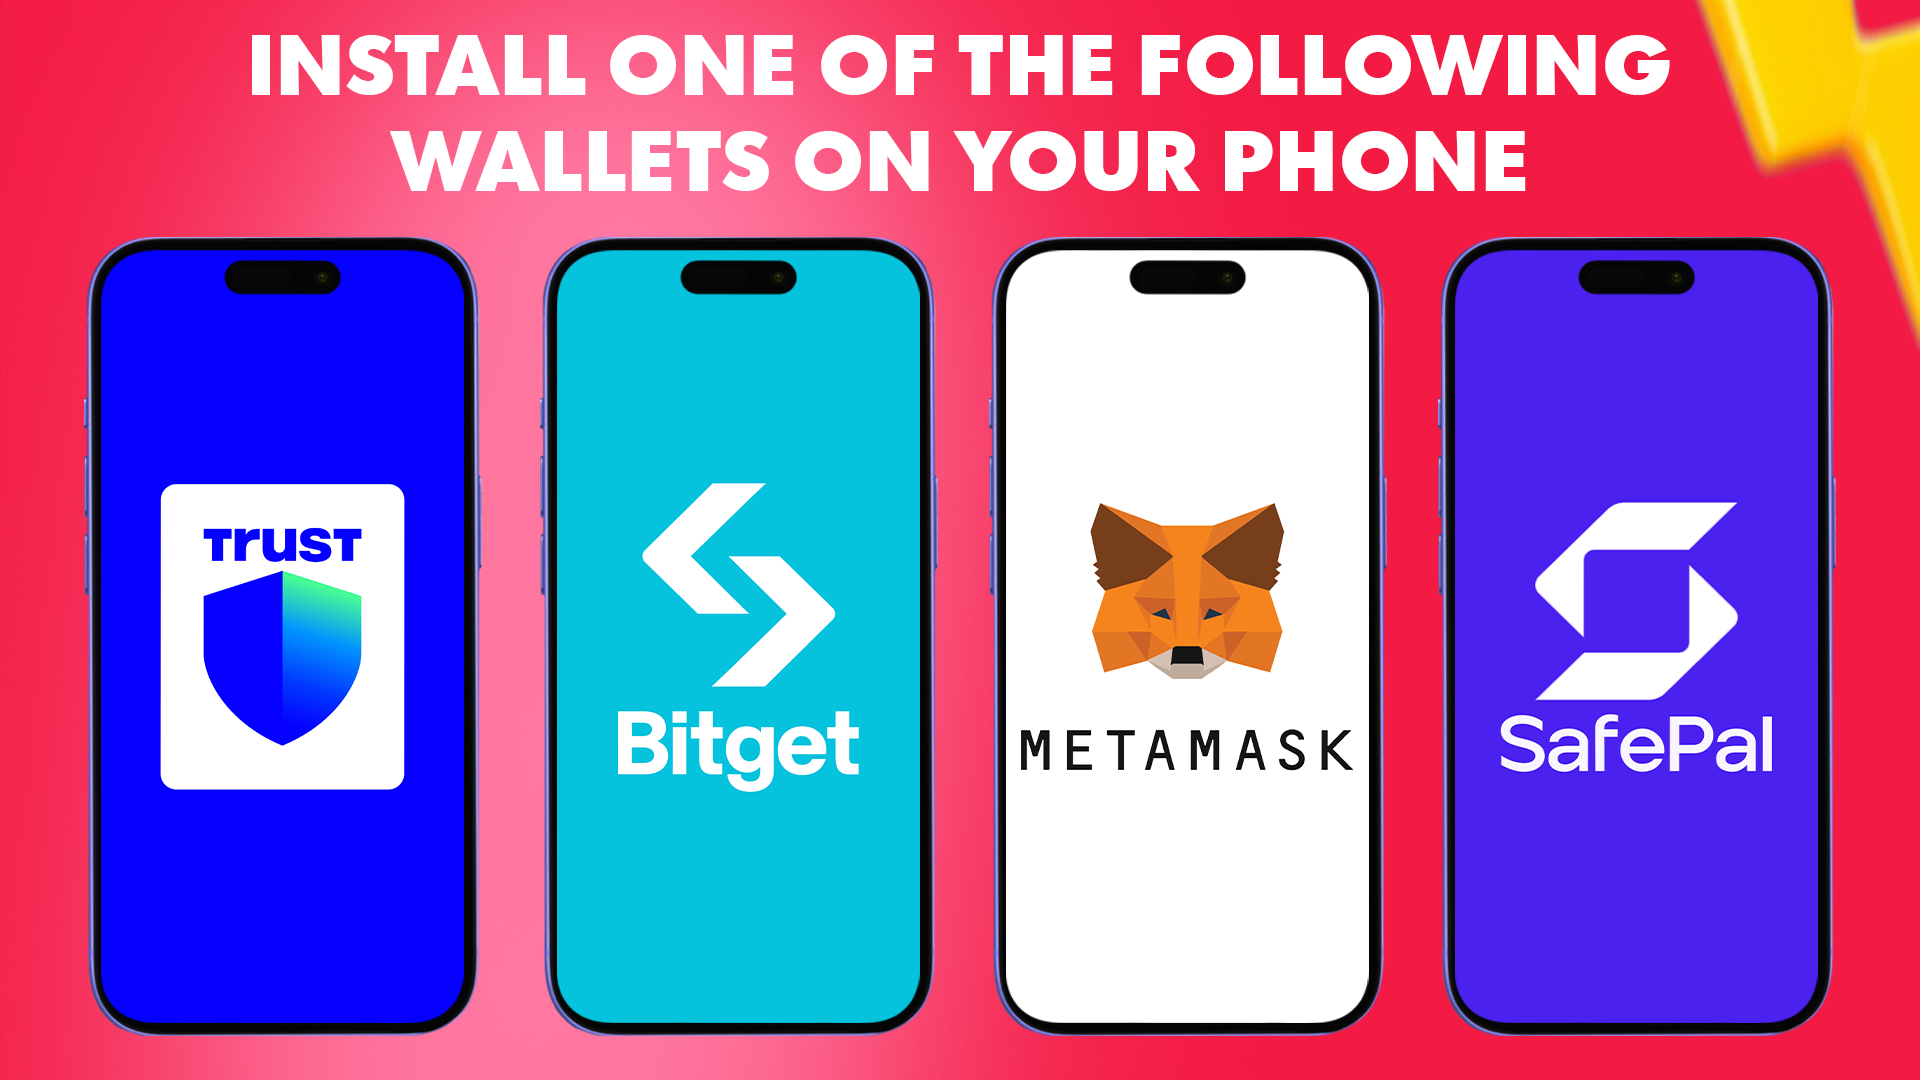 INSTALL ONE OF THE FOLLOWING
WALLETS ON YOUR PHONE
TRUST
Bitget
METAMASK
SafePal